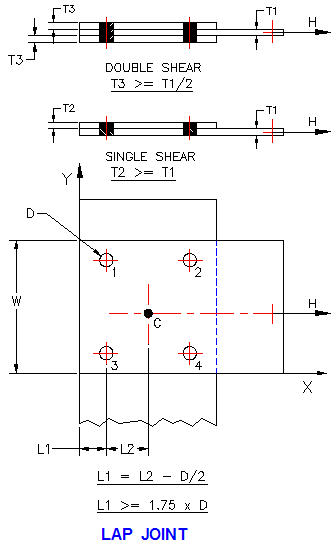 T3
T1
H
T3
DOUBLE SHEAR
T3 >= T1/2
T2
T1
H
SINGLE SHEAR
T2 >= T1
Y
D
1
2
W
H
C
3
4
X
L1
L2
L1 = L2 - D/2
L1 >= 1.75 x D
LAP JOINT